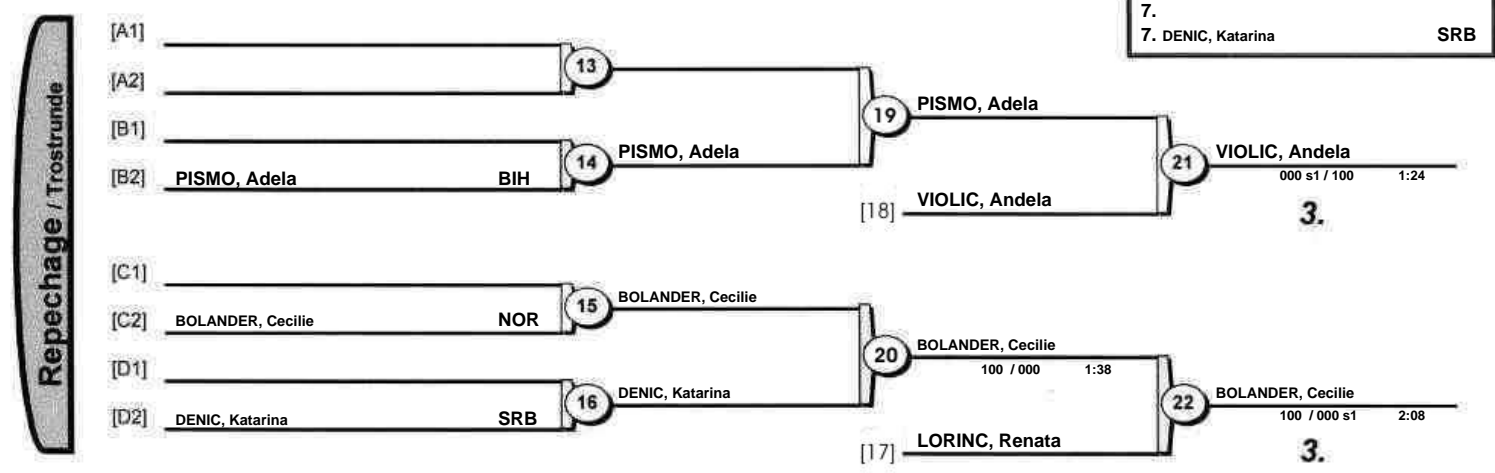 7.
7. DENIC, Katarina SRB
Repechage / Trostrunde
[A1]
13
[A2]
[B1]
14
PISMO, Adela
[B2] PISMO, Adela BIH
19
PISMO, Adela
[18] VIOLIC, Andela
21
VIOLIC, Andela
000 s1 / 100 1:24
3.
[C1]
15
BOLANDER, Cecilie
[C2] BOLANDER, Cecilie NOR
[D1]
16
DENIC, Katarina
[D2] DENIC, Katarina SRB
20
BOLANDER, Cecilie
100 / 000 1:38
[17] LORINC, Renata
22
BOLANDER, Cecilie
100 / 000 s1 2:08
3.